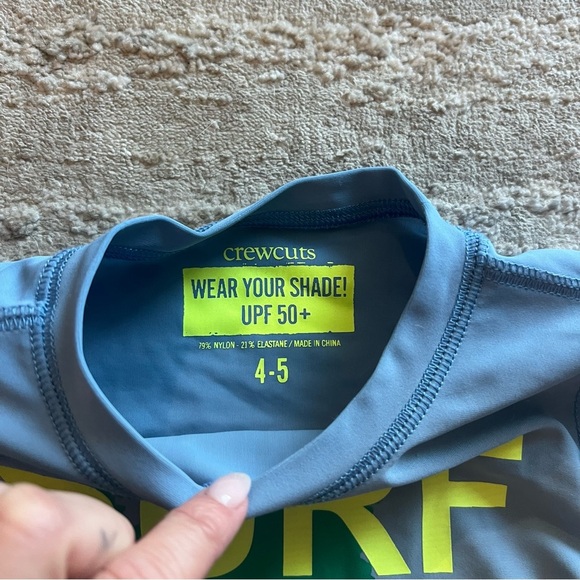 crewcuts
WEAR YOUR SHADE!
UPF 50+
79% NYLON - 21% ELASTANE / MADE IN CHINA
4-5